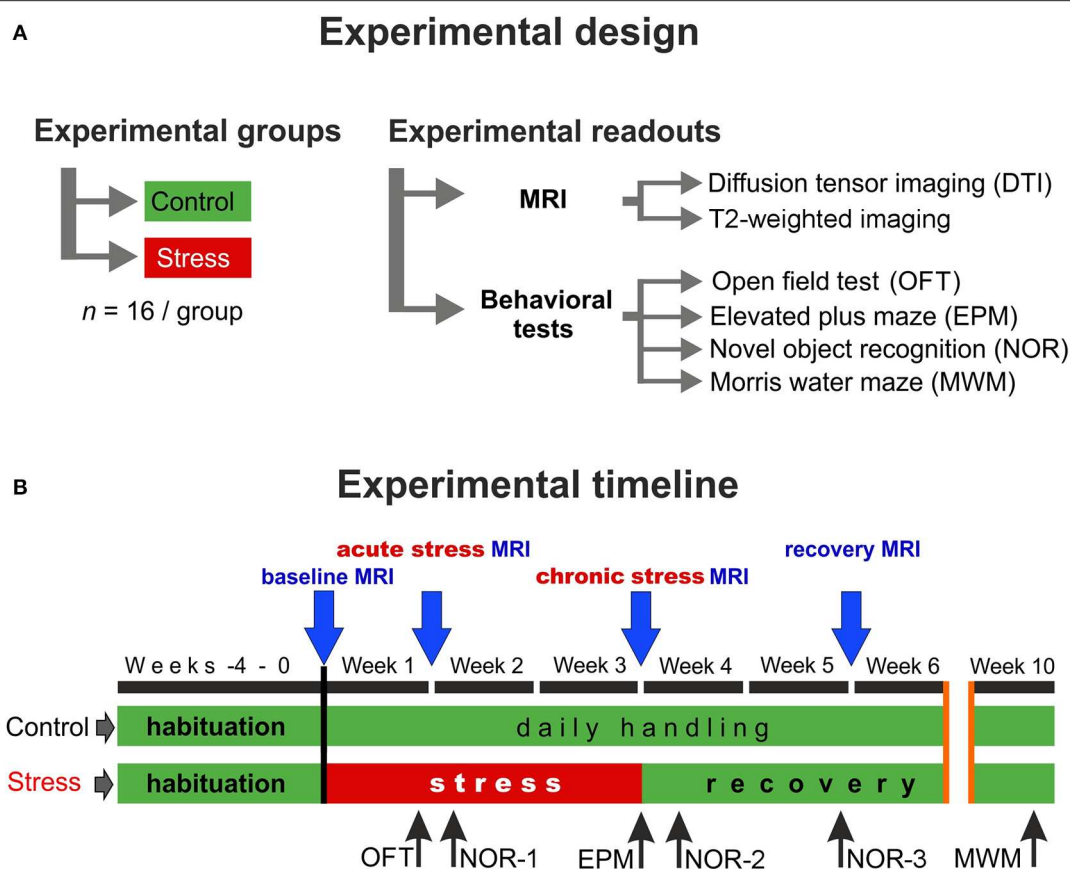 A
Experimental design
Experimental groups
Control
Stress
n = 16 / group
Experimental readouts
MRI
Diffusion tensor imaging (DTI)
T2-weighted imaging
Behavioral
tests
Open field test (OFT)
Elevated plus maze (EPM)
Novel object recognition (NOR)
Morris water maze (MWM)
B
Experimental timeline
acute stress MRI
recovery MRI
baseline MRI
chronic stress MRI
Weeks -4 - 0 Week 1 Week 2 Week 3 Week 4 Week 5 Week 6 Week 10
Control habituation daily handling
Stress habituation stress recovery
OFT NOR-1 EPM NOR-2 NOR-3 MWM